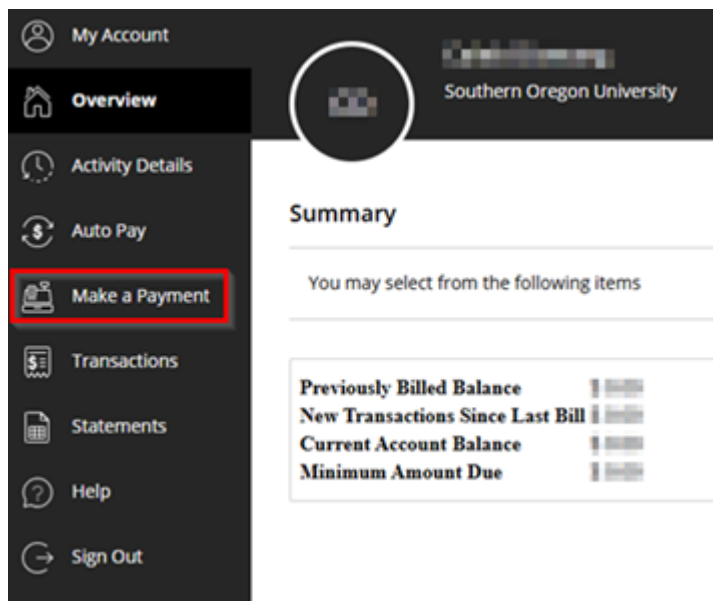 My Account
Overview
Activity Details
Auto Pay
Make a Payment
Transactions
Statements
Help
Sign Out
Southern Oregon University
Summary
You may select from the following items
Previously Billed Balance
New Transactions Since Last Bill
Current Account Balance
Minimum Amount Due